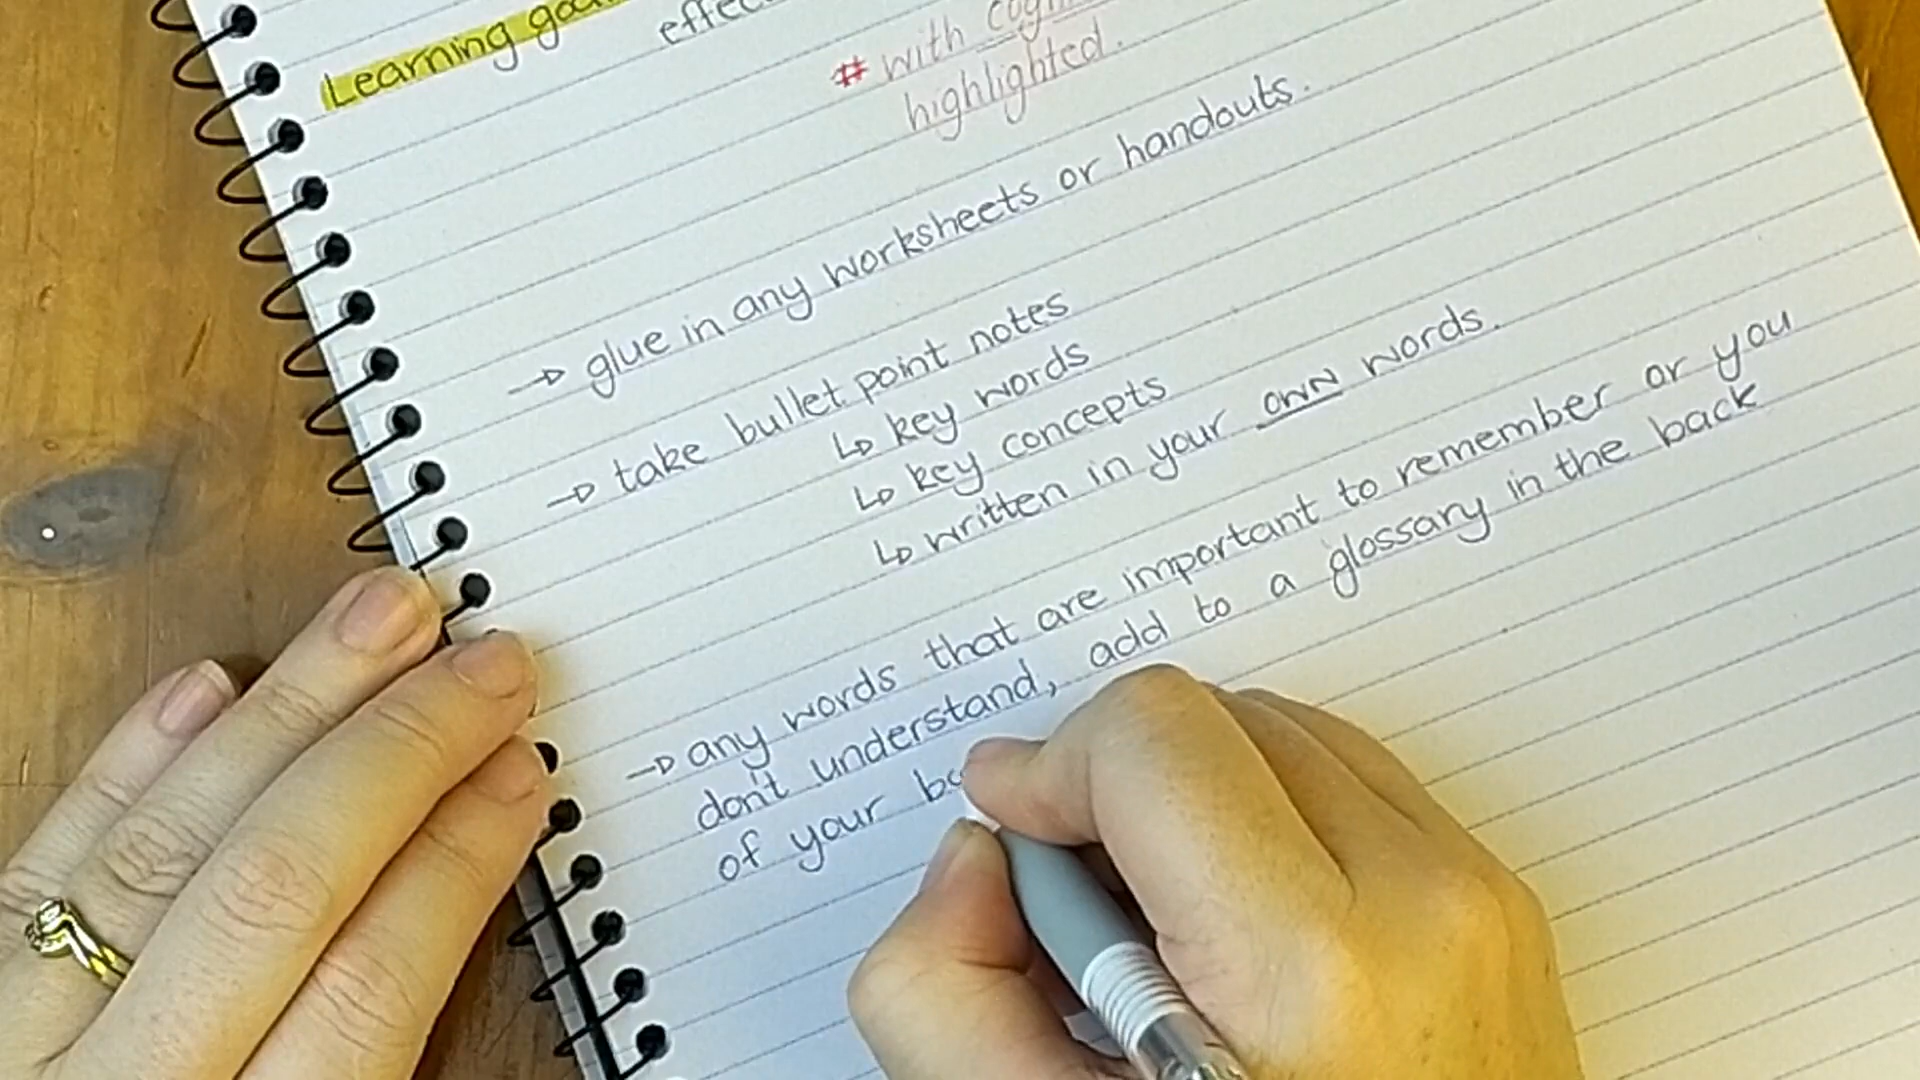 Learning
# with
highlighted.
→ glue in any worksheets or handouts.
→ take bullet point notes
↳ key words
↳ key concepts
↳ written in your own words.
→ any words that are important to remember or you
don't understand, add to a glossary in the back
of your